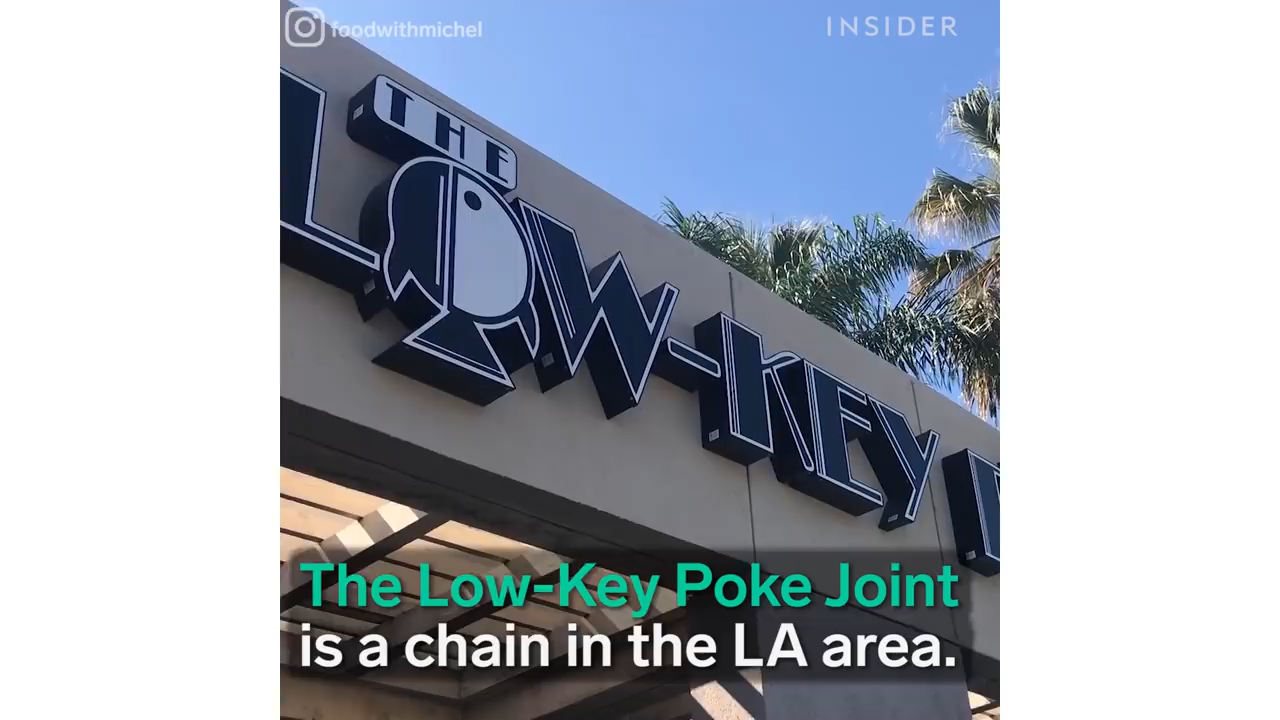 foodwithmichel
INSIDER
THE
LOW-KEY
The Low-Key Poke Joint
is a chain in the LA area.